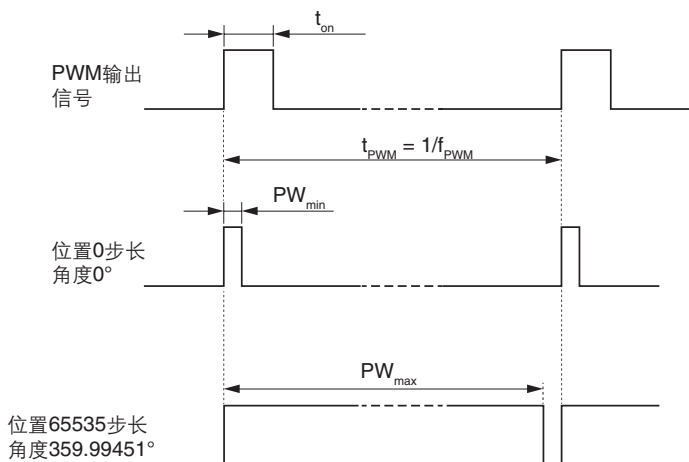 t_on
PWM输出
信号
t_PWM = 1/f_PWM
PW_min
位置0步长
角度0°
PW_max
位置65535步长
角度359.99451°